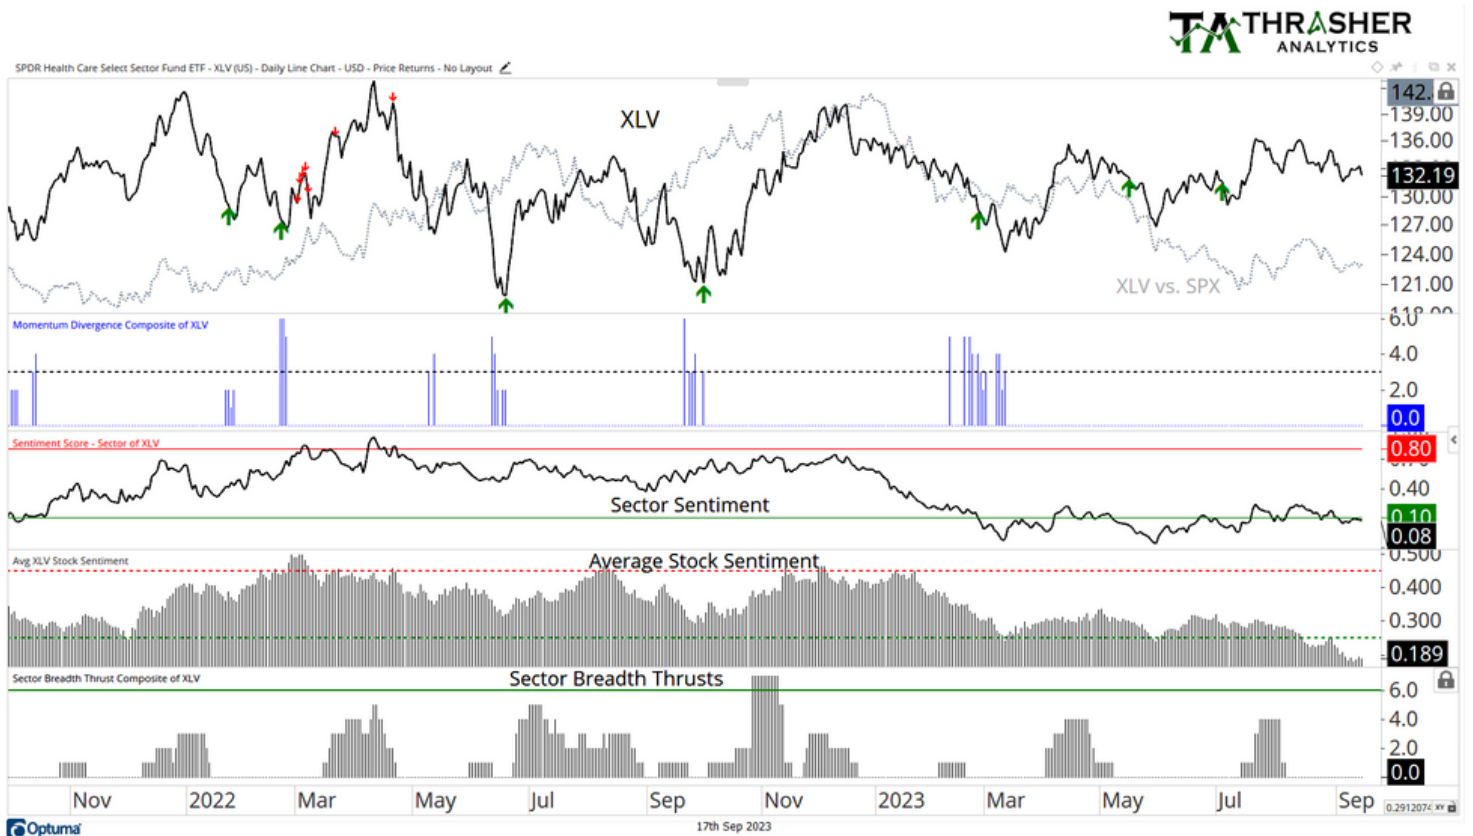 THRASHER
ANALYTICS
SPDR Health Care Select Sector Fund ETF - XLV (US) - Daily Line Chart - USD - Price Returns - No Layout
XLV
142.
139.00
136.00
132.19
130.00
127.00
124.00
121.00
XLV vs. SPX
Momentum Divergence Composite of XLV
6.0
4.0
2.0
0.0
Sentiment Score - Sector of XLV
0.80
0.40
Sector Sentiment
0.10
0.08
Avg XLV Stock Sentiment
Average Stock Sentiment
0.500
0.400
0.300
0.189
Sector Breadth Thrust Composite of XLV
Sector Breadth Thrusts
6.0
4.0
2.0
0.0
Nov 2022 Mar May Jul Sep Nov 2023 Mar May Jul Sep
0.2912074 XY
Optuma
17th Sep 2023